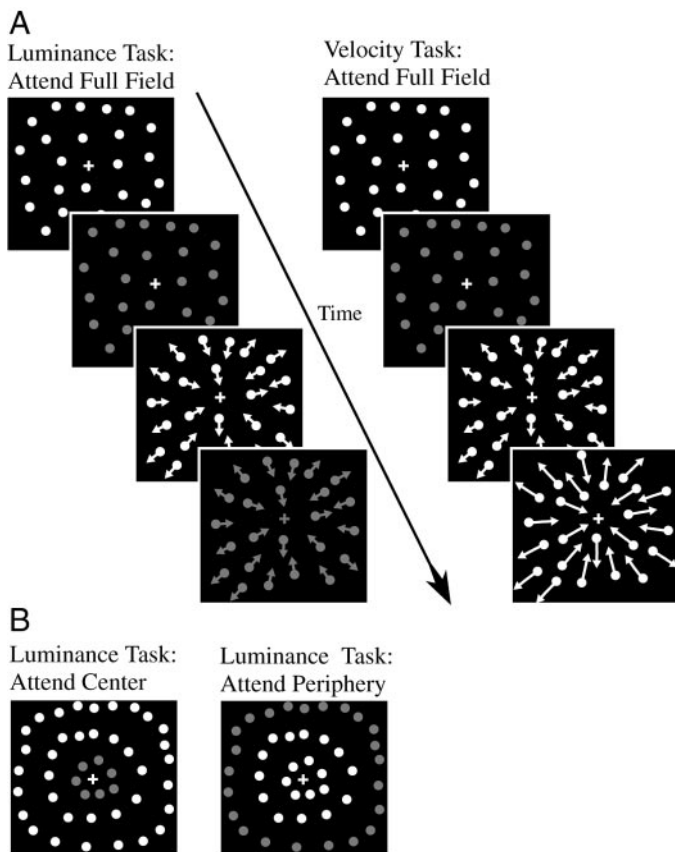 A
Luminance Task:
Attend Full Field
Velocity Task:
Attend Full Field
Time
B
Luminance Task:
Attend Center
Luminance Task:
Attend Periphery